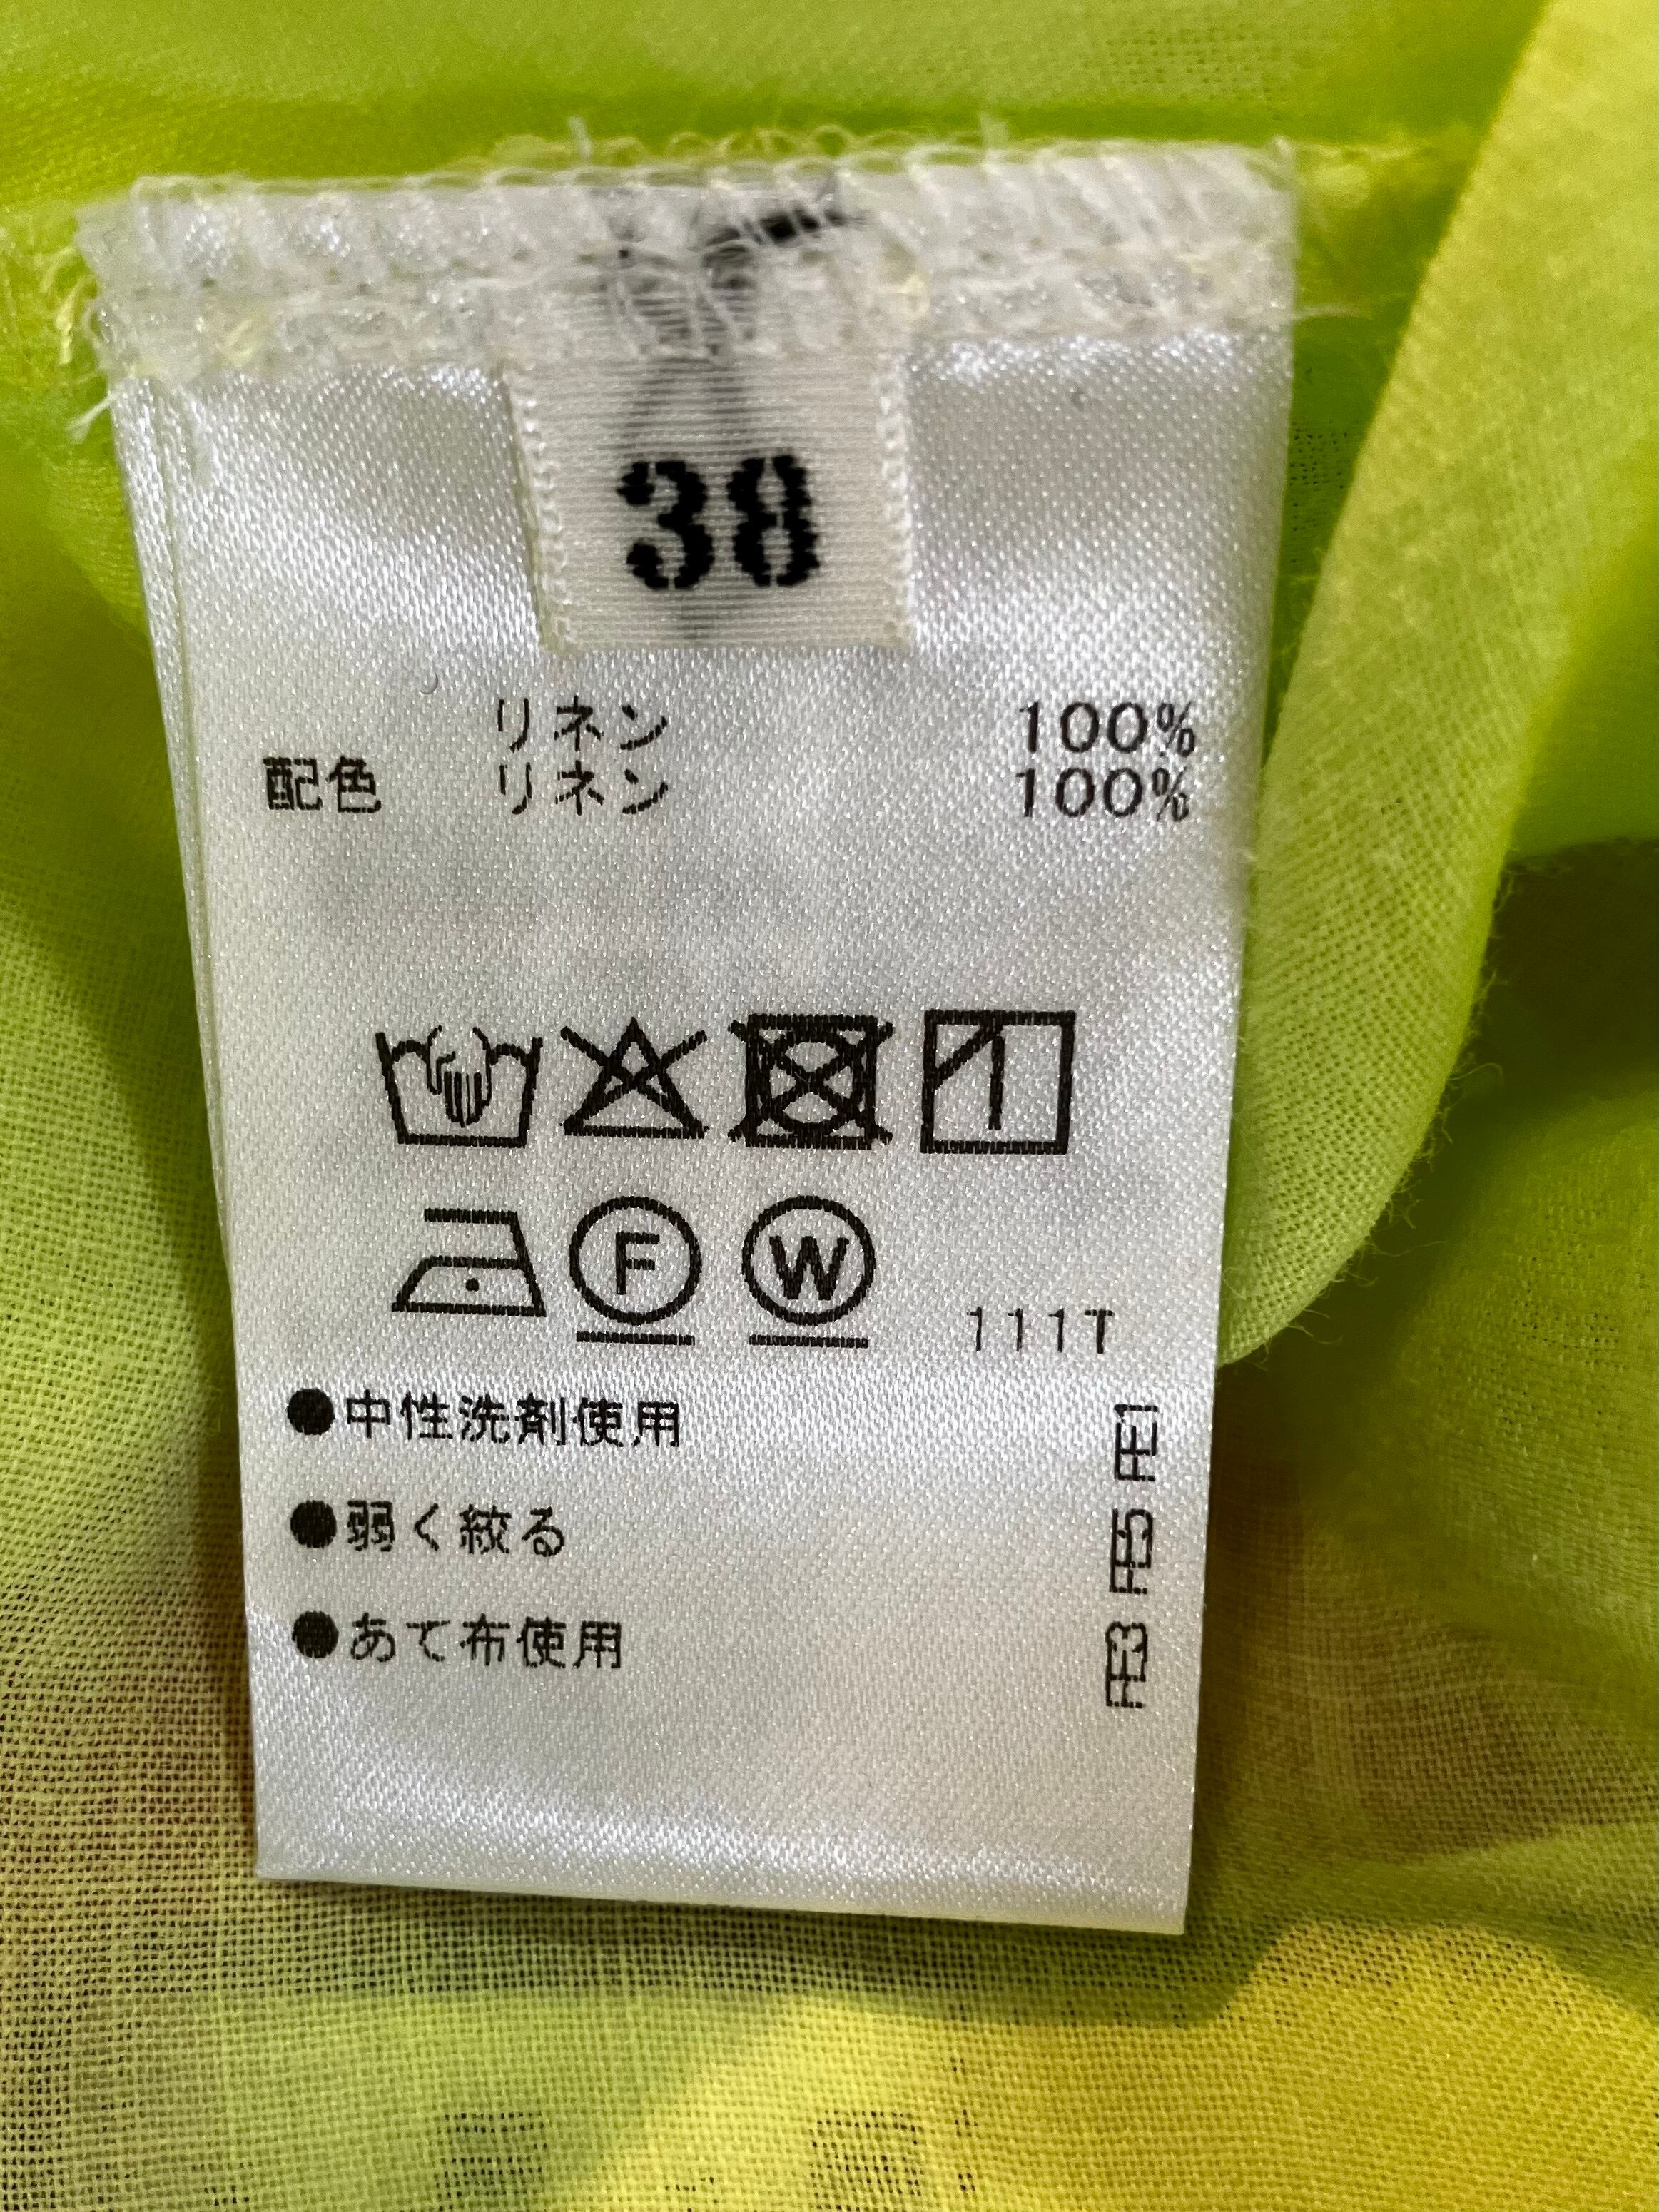 38
リネン 100%
配色 リネン 100%
F W
111T
●中性洗剤使用
●弱く絞る
●あて布使用